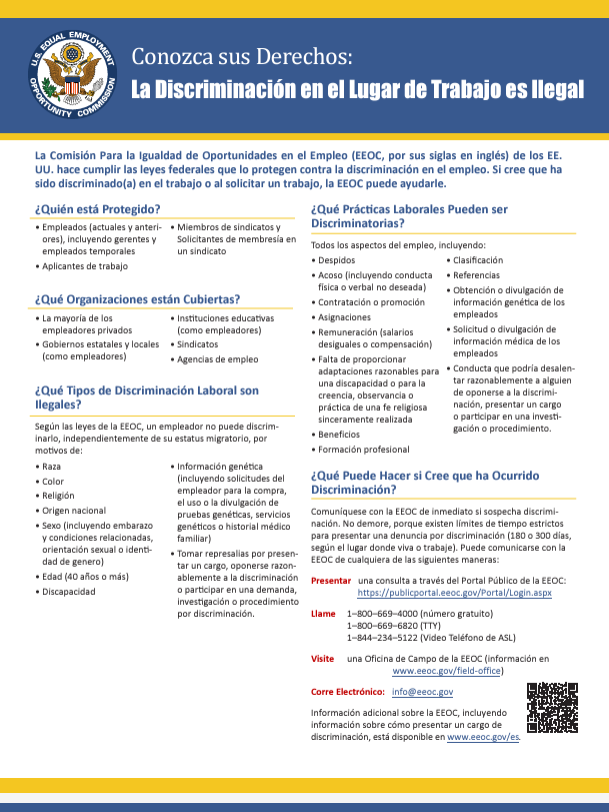 U.S. EQUAL EMPLOYMENT
OPPORTUNITY COMMISSION
Conozca sus Derechos:
La Discriminación en el Lugar de Trabajo es Ilegal
La Comisión Para la Igualdad de Oportunidades en el Empleo (EEOC, por sus siglas en inglés) de los EE.
UU. hace cumplir las leyes federales que lo protegen contra la discriminación en el empleo. Si cree que ha
sido discriminado(a) en el trabajo o al solicitar un trabajo, la EEOC puede ayudarle.
¿Quién está Protegido?
• Empleados (actuales y anteri-
ores), incluyendo gerentes y
empleados temporales
• Aplicantes de trabajo
• Miembros de sindicatos y
Solicitantes de membresía en
un sindicato
¿Qué Organizaciones están Cubiertas?
• La mayoría de los
empleadores privados
• Gobiernos estatales y locales
(como empleadores)
• Instituciones educativas
(como empleadores)
• Sindicatos
• Agencias de empleo
¿Qué Tipos de Discriminación Laboral son
Ilegales?
Según las leyes de la EEOC, un empleador no puede discrim-
inarlo, independientemente de su estatus migratorio, por
motivos de:
• Raza
• Color
• Religión
• Origen nacional
• Sexo (incluyendo embarazo
y condiciones relacionadas,
orientación sexual o identi-
dad de genero)
• Edad (40 años o más)
• Discapacidad
• Información genética
(incluyendo solicitudes del
empleador para la compra,
el uso o la divulgación de
pruebas genéticas, servicios
genéticos o historial médico
familiar)
• Tomar represalias por presen-
tar un cargo, oponerse razon-
ablemente a la discriminación
o participar en una demanda,
investigación o procedimiento
por discriminación.
¿Qué Prácticas Laborales Pueden ser
Discriminatorias?
Todos los aspectos del empleo, incluyendo:
• Despidos
• Acoso (incluyendo conducta
física o verbal no deseada)
• Contratación o promoción
• Asignaciones
• Remuneración (salarios
desiguales o compensación)
• Falta de proporcionar
adaptaciones razonables para
una discapacidad o para la
creencia, observancia o
práctica de una fe religiosa
sinceramente realizada
• Beneficios
• Formación profesional
• Clasificación
• Referencias
• Obtención o divulgación de
información genética de los
empleados
• Solicitud o divulgación de
información médica de los
empleados
• Conducta que podría desalen-
tar razonablemente a alguien
de oponerse a la discrimi-
nación, presentar un cargo
o participar en una investi-
gación o procedimiento.
¿Qué Puede Hacer si Cree que ha Ocurrido
Discriminación?
Comuníquese con la EEOC de inmediato si sospecha discrimi-
nación. No demore, porque existen límites de tiempo estrictos
para presentar una denuncia por discriminación (180 o 300 días,
según el lugar donde viva o trabaje). Puede comunicarse con la
EEOC de cualquiera de las siguientes maneras:
Presentar una consulta a través del Portal Público de la EEOC:
https://publicportal.eeoc.gov/Portal/Login.aspx
Llame 1–800–669–4000 (número gratuito)
1–800–669–6820 (TTY)
1–844–234–5122 (Video Teléfono de ASL)
Visite una Oficina de Campo de la EEOC (información en
www.eeoc.gov/field-office)
Corre Electrónico: info@eeoc.gov
Información adicional sobre la EEOC, incluyendo
información sobre cómo presentar un cargo de
discriminación, está disponible en www.eeoc.gov/es.